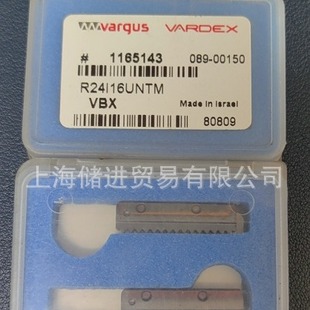 vargus VARDEX
# 1165143 089-00150
R24I16UNTM
VBX Made in Israel
80809
上海储进贸易有限公司